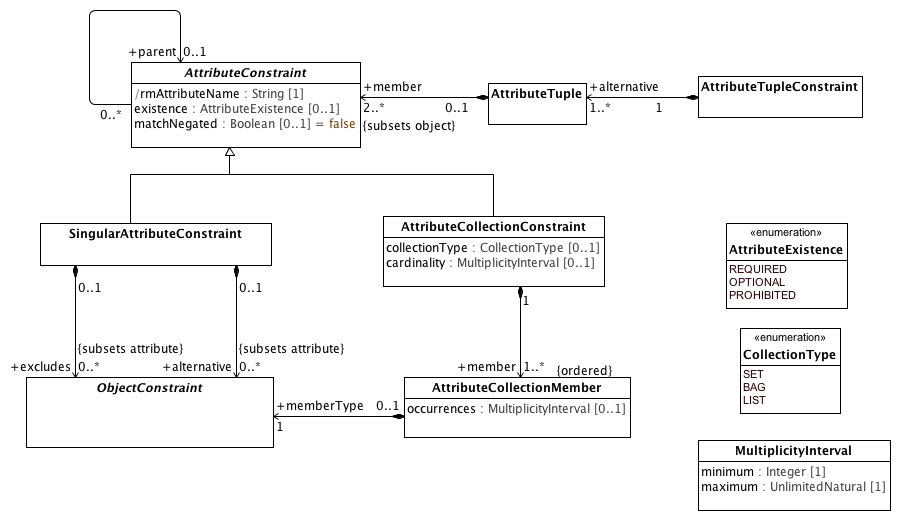 +parent 0..1
0..*
AttributeConstraint
/rmAttributeName : String [1]
existence : AttributeExistence [0..1]
matchNegated : Boolean [0..1] = false
+member
2..* 0..1
{subsets object}
AttributeTuple
+alternative
1..* 1
AttributeTupleConstraint
SingularAttributeConstraint
AttributeCollectionConstraint
collectionType : CollectionType [0..1]
cardinality : MultiplicityInterval [0..1]
«enumeration»
AttributeExistence
REQUIRED
OPTIONAL
PROHIBITED
0..1
0..1
1
{subsets attribute}
{subsets attribute}
+excludes 0..*
+alternative 0..*
+member 1..* {ordered}
«enumeration»
CollectionType
SET
BAG
LIST
ObjectConstraint
+memberType 0..1
1
AttributeCollectionMember
occurrences : MultiplicityInterval [0..1]
MultiplicityInterval
minimum : Integer [1]
maximum : UnlimitedNatural [1]